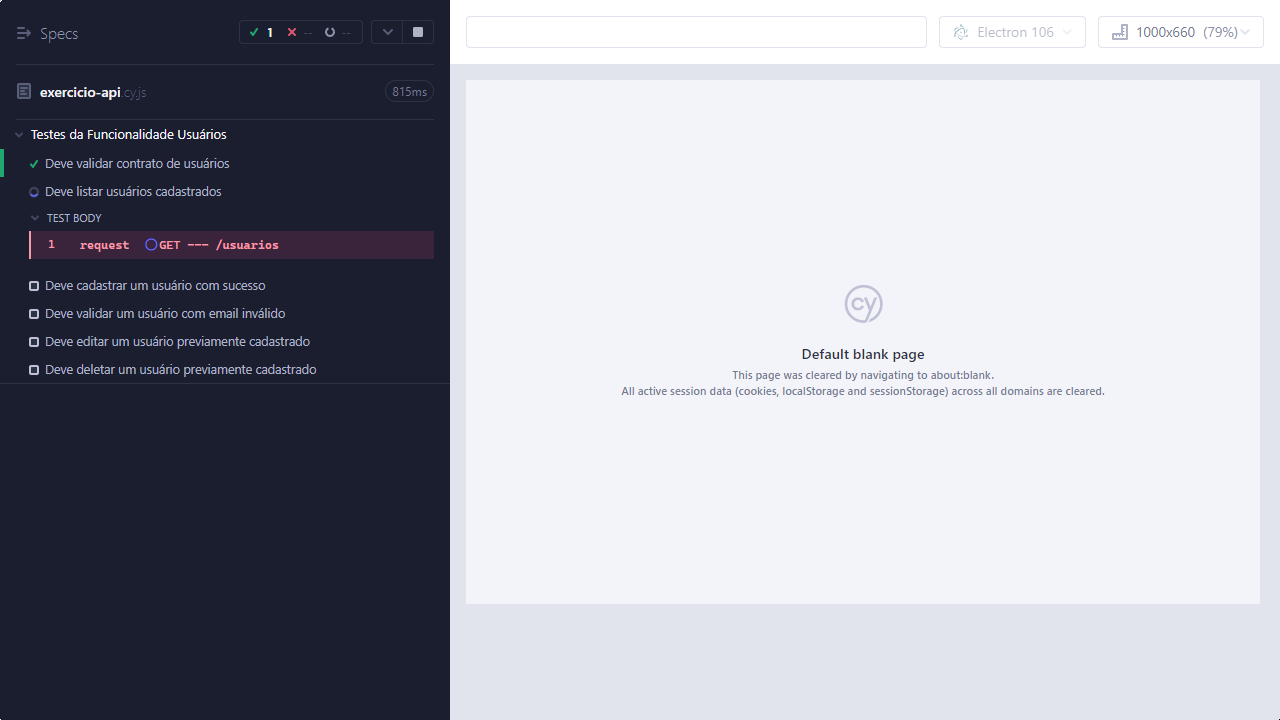 Specs
1 -- --
Electron 106
1000x660 (79%)
exercicio-api.cy.js
815ms
Testes da Funcionalidade Usuários
Deve validar contrato de usuários
Deve listar usuários cadastrados
TEST BODY
1 request GET --- /usuarios
Deve cadastrar um usuário com sucesso
Deve validar um usuário com email inválido
Deve editar um usuário previamente cadastrado
Deve deletar um usuário previamente cadastrado
cy
Default blank page
This page was cleared by navigating to about:blank.
All active session data (cookies, localStorage and sessionStorage) across all domains are cleared.